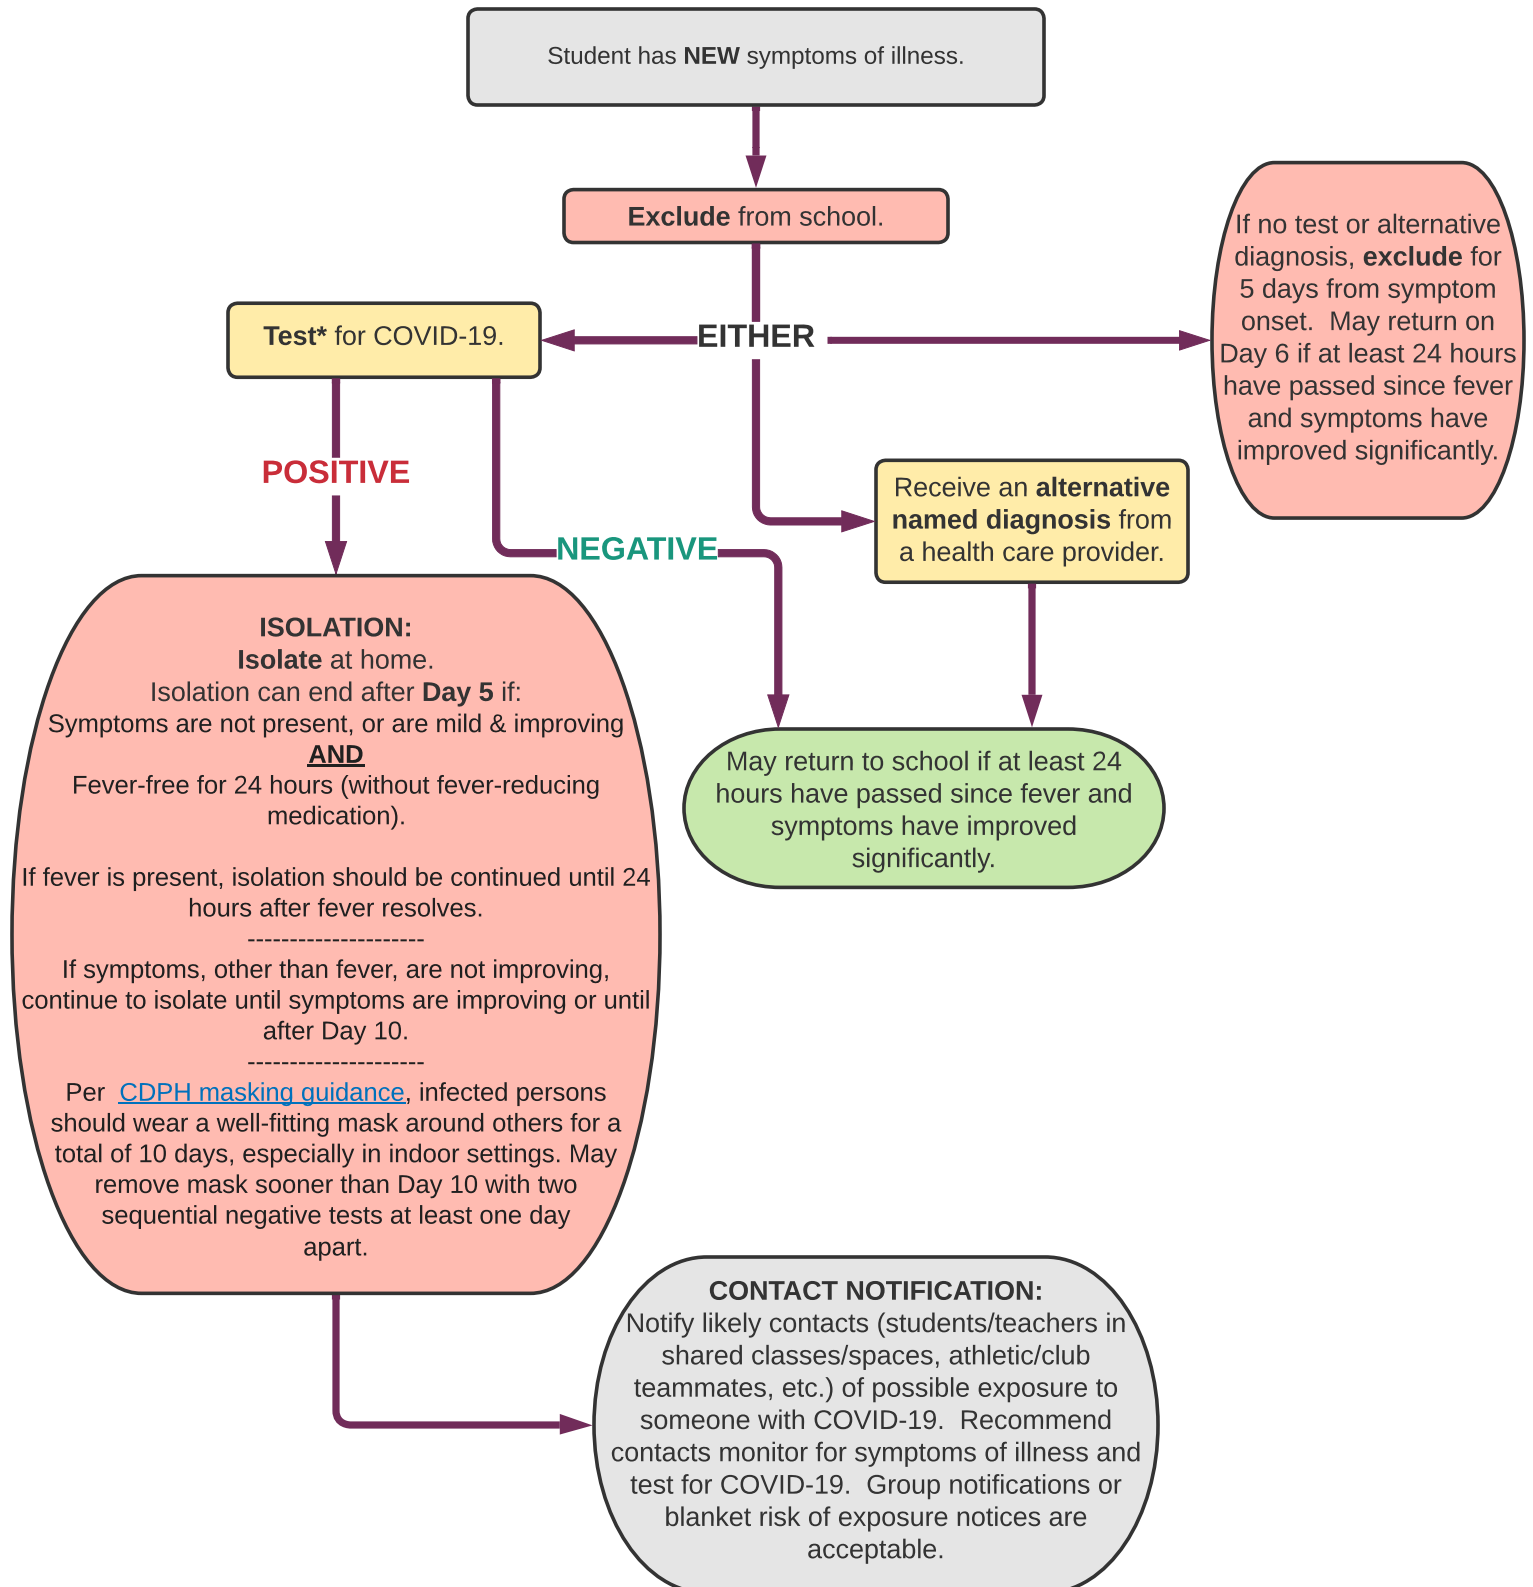 Student has NEW symptoms of illness.
Exclude from school.
If no test or alternative
diagnosis, exclude for
5 days from symptom
onset.  May return on
Day 6 if at least 24 hours
have passed since fever
and symptoms have
improved significantly.
Test* for COVID-19.
EITHER
POSITIVE
NEGATIVE
Receive an alternative
named diagnosis from
a health care provider.
ISOLATION:
Isolate at home.
Isolation can end after Day 5 if:
Symptoms are not present, or are mild & improving
AND
Fever-free for 24 hours (without fever-reducing
medication).
If fever is present, isolation should be continued until 24
hours after fever resolves.
---------------------
If symptoms, other than fever, are not improving,
continue to isolate until symptoms are improving or until
after Day 10.
---------------------
Per  CDPH masking guidance, infected persons
should wear a well-fitting mask around others for a
total of 10 days, especially in indoor settings. May
remove mask sooner than Day 10 with two
sequential negative tests at least one day
apart.
May return to school if at least 24
hours have passed since fever and
symptoms have improved
significantly.
CONTACT NOTIFICATION:
Notify likely contacts (students/teachers in
shared classes/spaces, athletic/club
teammates, etc.) of possible exposure to
someone with COVID-19.  Recommend
contacts monitor for symptoms of illness and
test for COVID-19.  Group notifications or
blanket risk of exposure notices are
acceptable.